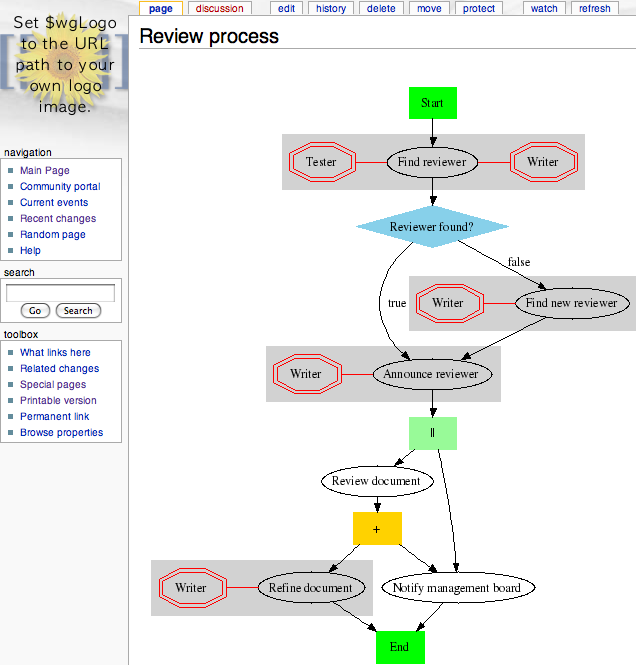 Set $wgLogo
to the URL
path to your
own logo
image.
page
discussion
edit
history
delete
move
protect
watch
refresh
Review process
navigation
Main Page
Community portal
Current events
Recent changes
Random page
Help
search
Go
Search
toolbox
What links here
Related changes
Special pages
Printable version
Permanent link
Browse properties
Start
Tester
Find reviewer
Writer
Reviewer found?
false
true
Writer
Find new reviewer
Writer
Announce reviewer
||
Review document
+
Writer
Refine document
Notify management board
End